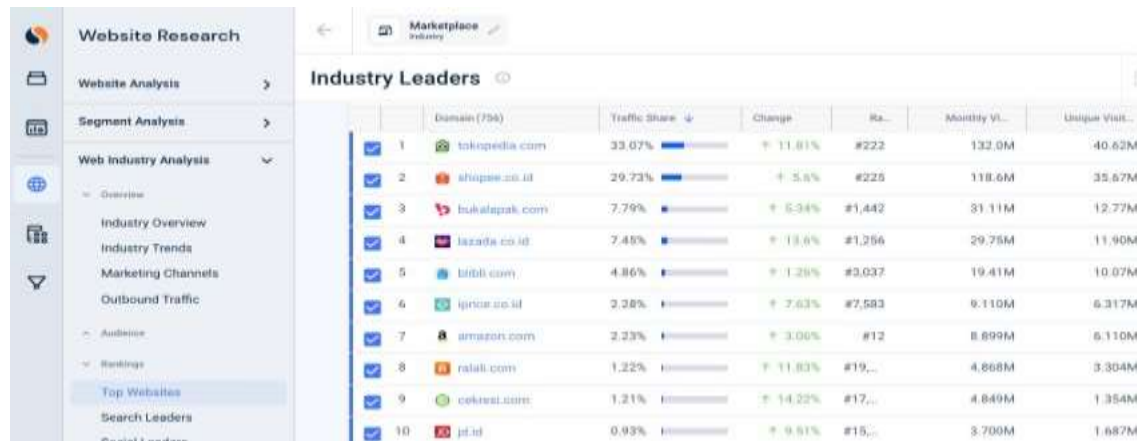 Website Research
Website Analysis
Segment Analysis
Web Industry Analysis
Overview
Industry Overview
Industry Trends
Marketing Channels
Outbound Traffic
Audience
Rankings
Top Websites
Search Leaders
Marketplace
Industry
Industry Leaders
Domain (756) Traffic Share Change Ra... Monthly Vi... Unique Visit...
1 tokopedia.com 33.07% 11.81% #222 132.0M 40.62M
2 shopee.co.id 29.73% 5.6% #225 118.6M 35.67M
3 bukalapak.com 7.79% 5.34% #1,442 31.11M 12.77M
4 lazada.co.id 7.45% 13.6% #1,256 29.75M 11.90M
5 blibli.com 4.86% 1.26% #3,037 19.41M 10.07M
6 iprice.co.id 2.28% 7.63% #7,583 9.110M 6.317M
7 amazon.com 2.23% 3.06% #12 8.899M 6.110M
8 ralali.com 1.22% 11.83% #19,... 4.868M 3.304M
9 cekresi.com 1.21% 14.22% #17,... 4.849M 1.354M
10 jd.id 0.93% 9.51% #15,... 3.700M 1.687M